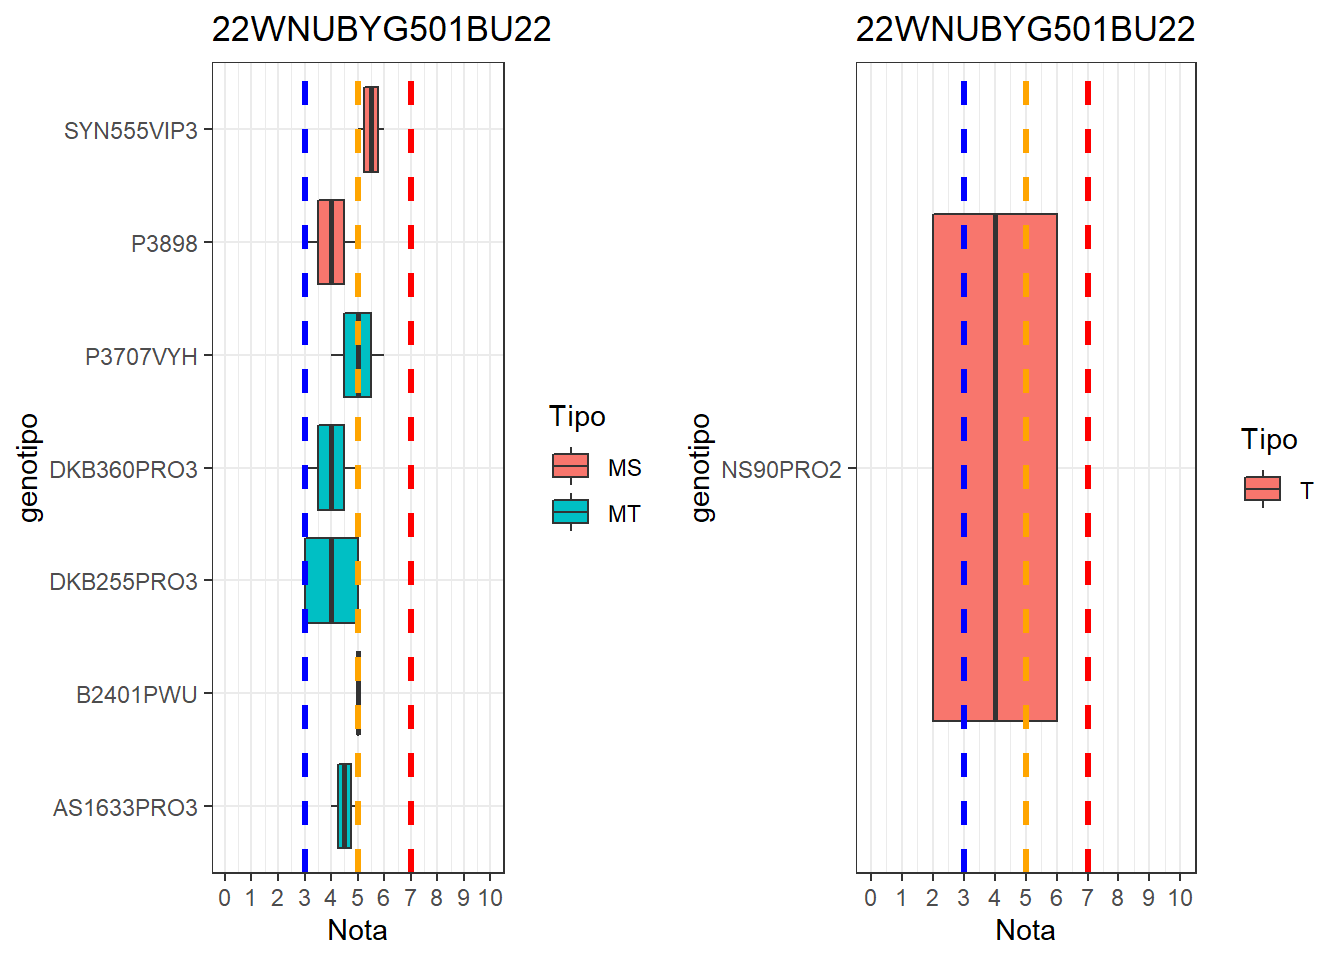 22WNUBYG501BU22
genotipo
SYN555VIP3
P3898
P3707VYH
DKB360PRO3
DKB255PRO3
B2401PWU
AS1633PRO3
0 1 2 3 4 5 6 7 8 9 10
Nota
Tipo
MS
MT
22WNUBYG501BU22
genotipo
NS90PRO2
0 1 2 3 4 5 6 7 8 9 10
Nota
Tipo
T